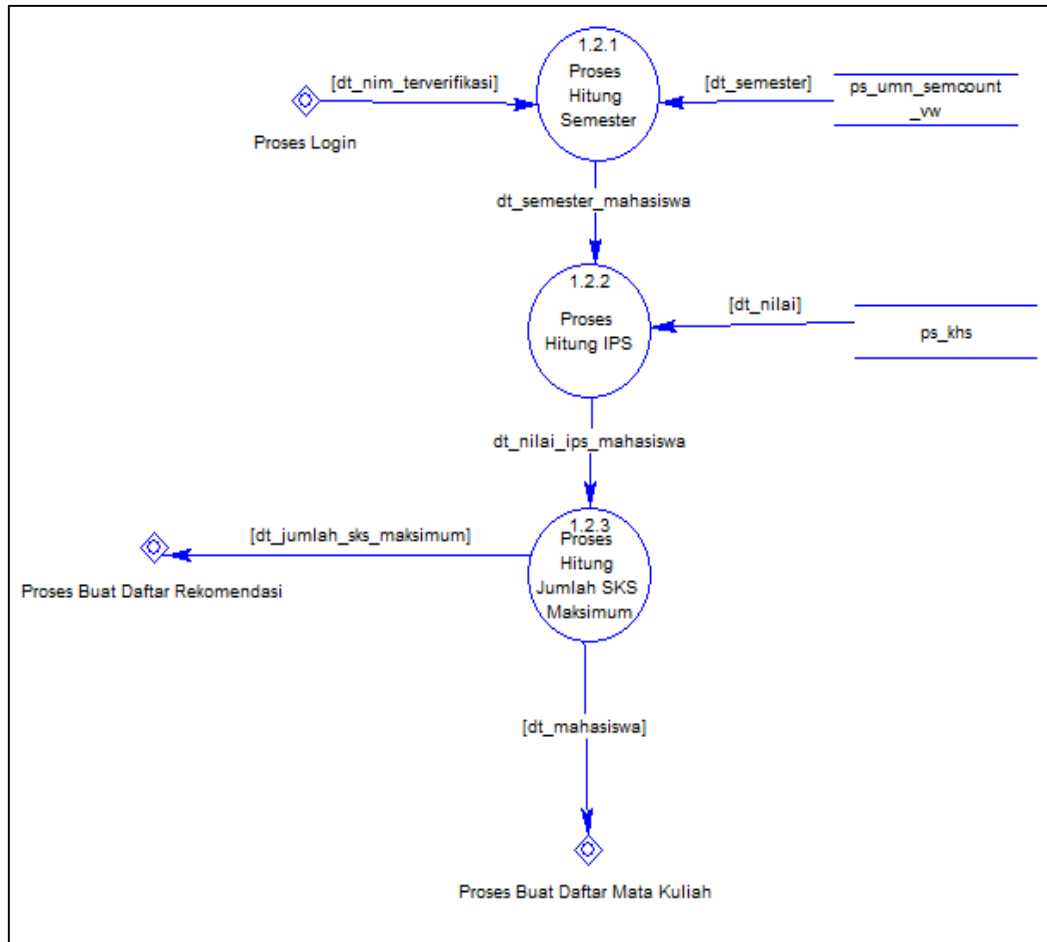 1.2.1
Proses
Hitung
Semester
[dt_nim_terverifikasi]
[dt_semester]
ps_umn_semcount
_vw
Proses Login
dt_semester_mahasiswa
1.2.2
Proses
Hitung IPS
[dt_nilai]
ps_khs
dt_nilai_ips_mahasiswa
1.2.3
Proses
Hitung
Jumlah SKS
Maksimum
[dt_jumlah_sks_maksimum]
Proses Buat Daftar Rekomendasi
[dt_mahasiswa]
Proses Buat Daftar Mata Kuliah